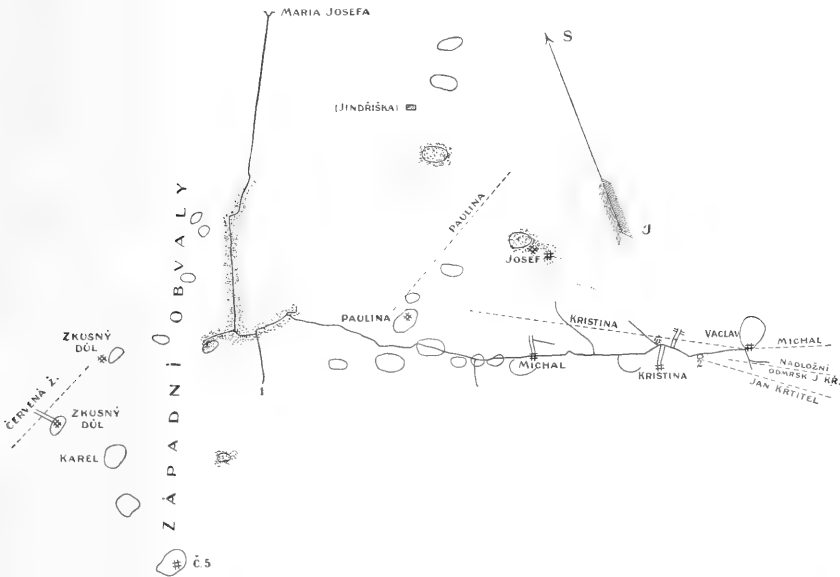 MARIA JOSEFA
S
(JINDŘIŠKA)
PAULINA
J
JOSEF
ZÁPADNÍ OBVALY
PAULINA
KRISTINA
VACLAV
MICHAL
ZKUSNÝ
DŮL
MICHAL
KRISTINA
2
NADLOŽNÍ
ODMRSK J KŘ.
JAN KŘTITEL
1
ČERVENÁ Ž.
ZKUSNÝ
DŮL
KAREL
Č.5